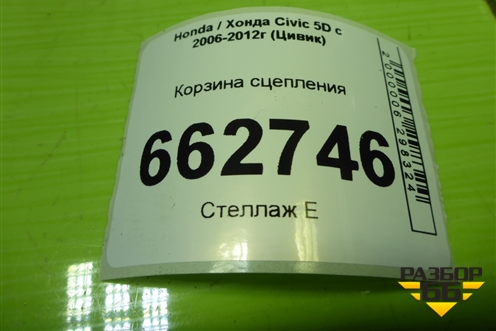 Honda / Хонда Civic 5D с
2006-2012г (Цивик)
Корзина сцепления
662746
Стеллаж Е
2000006298324
РАЗБОР
66